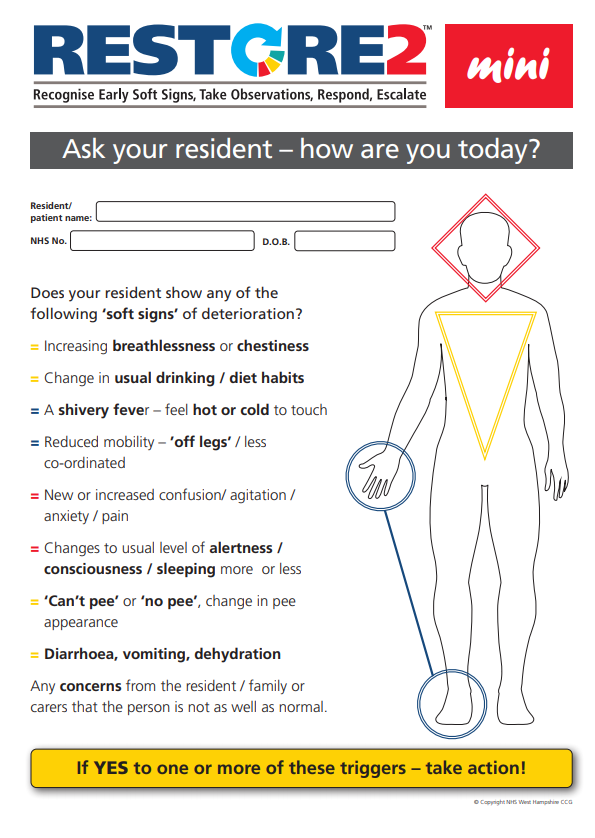 RESTORE2™
mini
Recognise Early Soft Signs, Take Observations, Respond, Escalate
Ask your resident – how are you today?
Resident/
patient name:
NHS No.
D.O.B.
Does your resident show any of the
following ‘soft signs’ of deterioration?
= Increasing breathlessness or chestiness
= Change in usual drinking / diet habits
= A shivery fever – feel hot or cold to touch
= Reduced mobility – ‘off legs’ / less
co-ordinated
= New or increased confusion/ agitation /
anxiety / pain
= Changes to usual level of alertness /
consciousness / sleeping more or less
= ‘Can’t pee’ or ‘no pee’, change in pee
appearance
= Diarrhoea, vomiting, dehydration
Any concerns from the resident / family or
carers that the person is not as well as normal.
If YES to one or more of these triggers – take action!
© Copyright NHS West Hampshire CCG